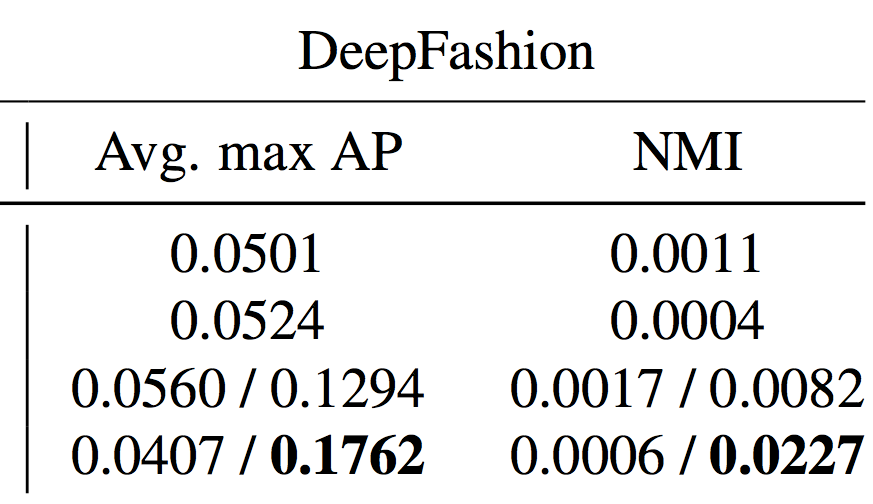 DeepFashion
Avg. max AP NMI
0.0501 0.0011
0.0524 0.0004
0.0560 / 0.1294 0.0017 / 0.0082
0.0407 / 0.1762 0.0006 / 0.0227